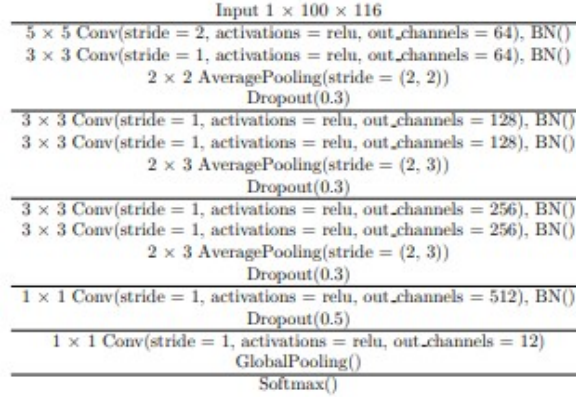 Input 1 × 100 × 116
5 × 5 Conv(stride = 2, activations = relu, out_channels = 64), BN()
3 × 3 Conv(stride = 1, activations = relu, out_channels = 64), BN()
2 × 2 AveragePooling(stride = (2, 2))
Dropout(0.3)
3 × 3 Conv(stride = 1, activations = relu, out_channels = 128), BN()
3 × 3 Conv(stride = 1, activations = relu, out_channels = 128), BN()
2 × 3 AveragePooling(stride = (2, 3))
Dropout(0.3)
3 × 3 Conv(stride = 1, activations = relu, out_channels = 256), BN()
3 × 3 Conv(stride = 1, activations = relu, out_channels = 256), BN()
2 × 3 AveragePooling(stride = (2, 3))
Dropout(0.3)
1 × 1 Conv(stride = 1, activations = relu, out_channels = 512), BN()
Dropout(0.5)
1 × 1 Conv(stride = 1, activations = relu, out_channels = 12)
GlobalPooling()
Softmax()